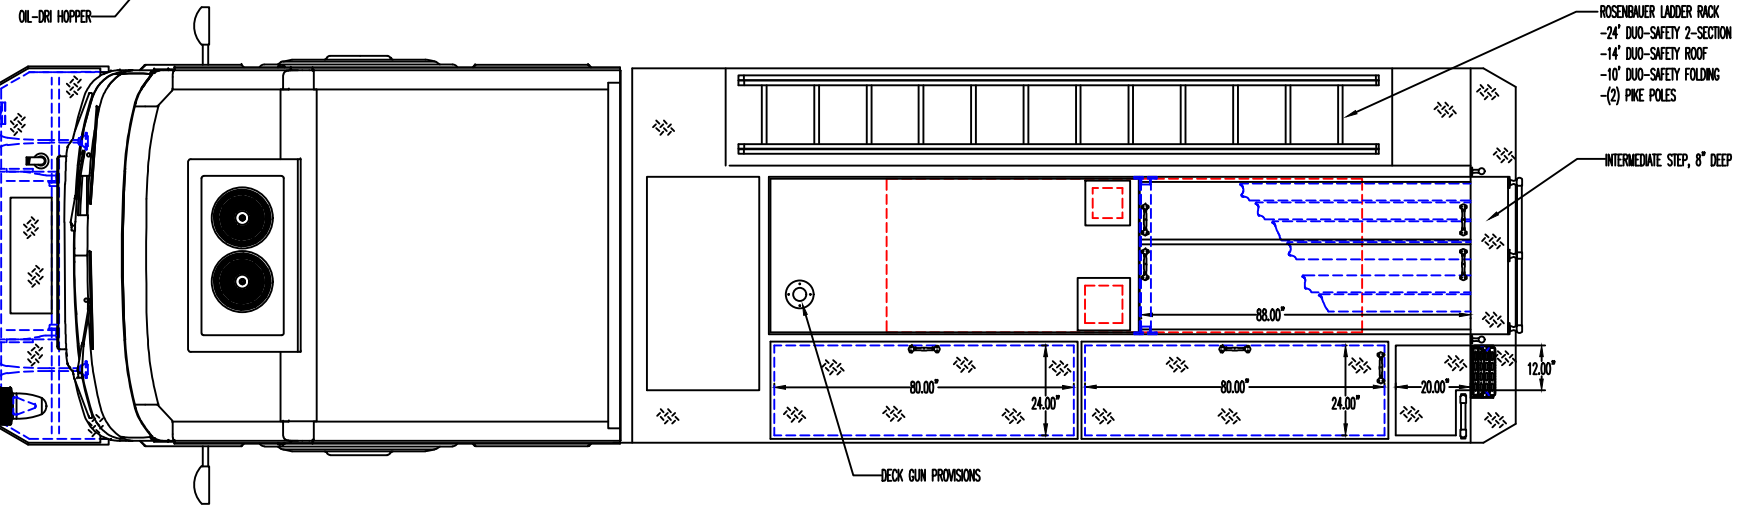 OIL-DRI HOPPER
ROSENBAUER LADDER RACK
-24' DUO-SAFETY 2-SECTION
-14' DUO-SAFETY ROOF
-10' DUO-SAFETY FOLDING
-(2) PIKE POLES
INTERMEDIATE STEP, 8" DEEP
88.00"
12.00"
80.00"
80.00"
20.00"
24.00"
24.00"
DECK GUN PROVISIONS